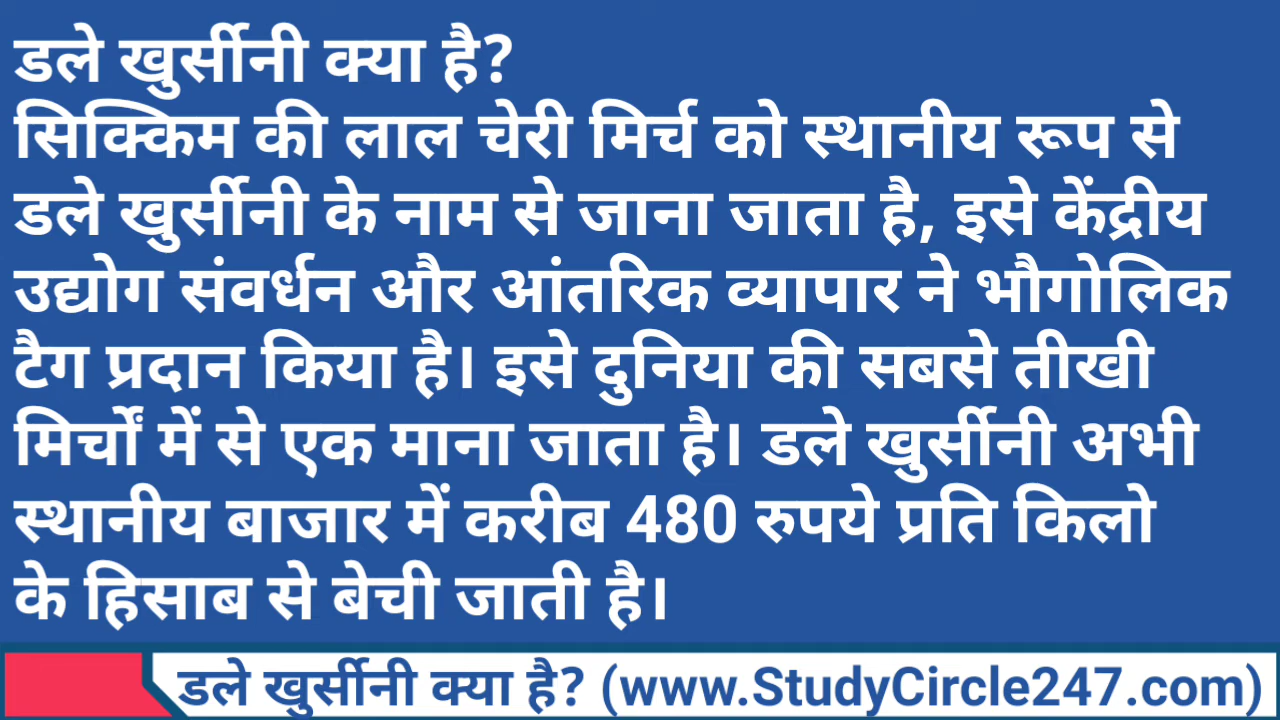 डले खुर्सीनी क्या है?
सिक्किम की लाल चेरी मिर्च को स्थानीय रूप से
डले खुर्सीनी के नाम से जाना जाता है, इसे केंद्रीय
उद्योग संवर्धन और आंतरिक व्यापार ने भौगोलिक
टैग प्रदान किया है। इसे दुनिया की सबसे तीखी
मिर्चों में से एक माना जाता है। डले खुर्सीनी अभी
स्थानीय बाजार में करीब 480 रुपये प्रति किलो
के हिसाब से बेची जाती है।
डले खुर्सीनी क्या है? (www.StudyCircle247.com)